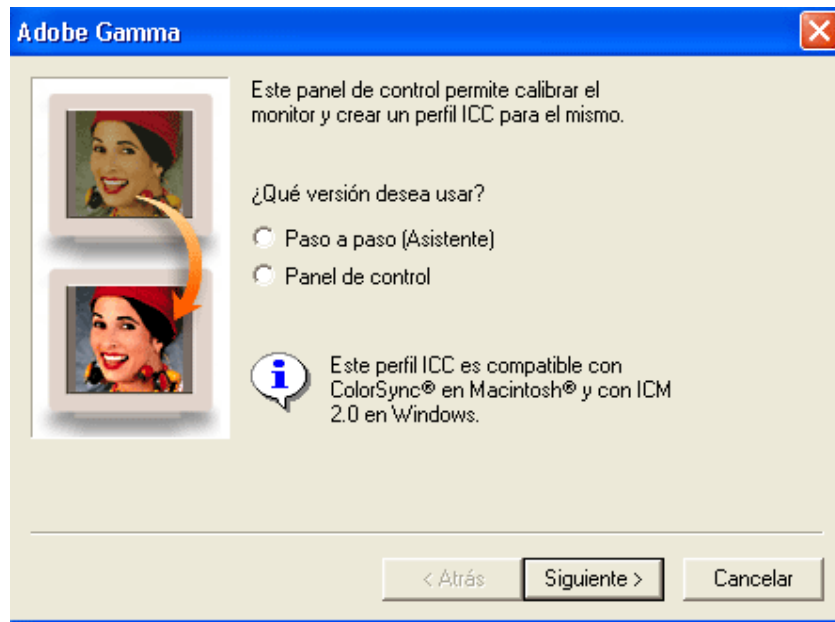 Adobe Gamma
Este panel de control permite calibrar el
monitor y crear un perfil ICC para el mismo.
¿Qué versión desea usar?
Paso a paso (Asistente)
Panel de control
Este perfil ICC es compatible con
ColorSync® en Macintosh® y con ICM
2.0 en Windows.
< Atrás
Siguiente >
Cancelar